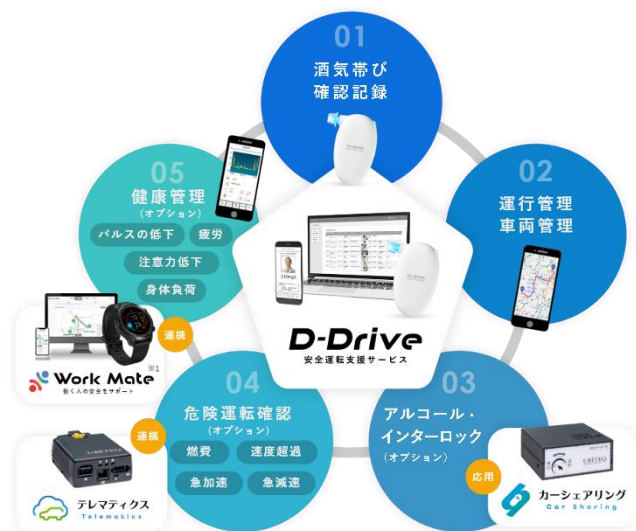 01
酒気帯び
確認記録
02
運行管理
車両管理
03
アルコール・
インターロック
(オプション)
応用
UBITEQ
カーシェアリング
Car Sharing
04
危険運転確認
(オプション)
燃費
速度超過
急加速
急減速
連携
UBITEQ
テレマティクス
Telematics
05
健康管理
(オプション)
パルスの低下
疲労
注意力低下
身体負荷
連携
※1
Work Mate
働く人の安全をサポート
D-Drive
安全運転支援サービス